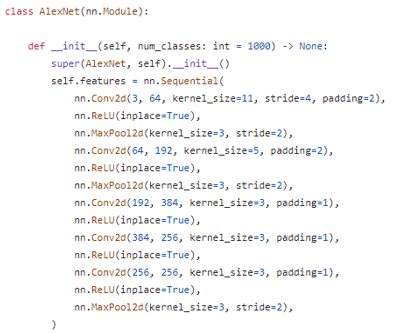 class AlexNet(nn.Module):
    def __init__(self, num_classes: int = 1000) -> None:
        super(AlexNet, self).__init__()
        self.features = nn.Sequential(
            nn.Conv2d(3, 64, kernel_size=11, stride=4, padding=2),
            nn.ReLU(inplace=True),
            nn.MaxPool2d(kernel_size=3, stride=2),
            nn.Conv2d(64, 192, kernel_size=5, padding=2),
            nn.ReLU(inplace=True),
            nn.MaxPool2d(kernel_size=3, stride=2),
            nn.Conv2d(192, 384, kernel_size=3, padding=1),
            nn.ReLU(inplace=True),
            nn.Conv2d(384, 256, kernel_size=3, padding=1),
            nn.ReLU(inplace=True),
            nn.Conv2d(256, 256, kernel_size=3, padding=1),
            nn.ReLU(inplace=True),
            nn.MaxPool2d(kernel_size=3, stride=2),
        )